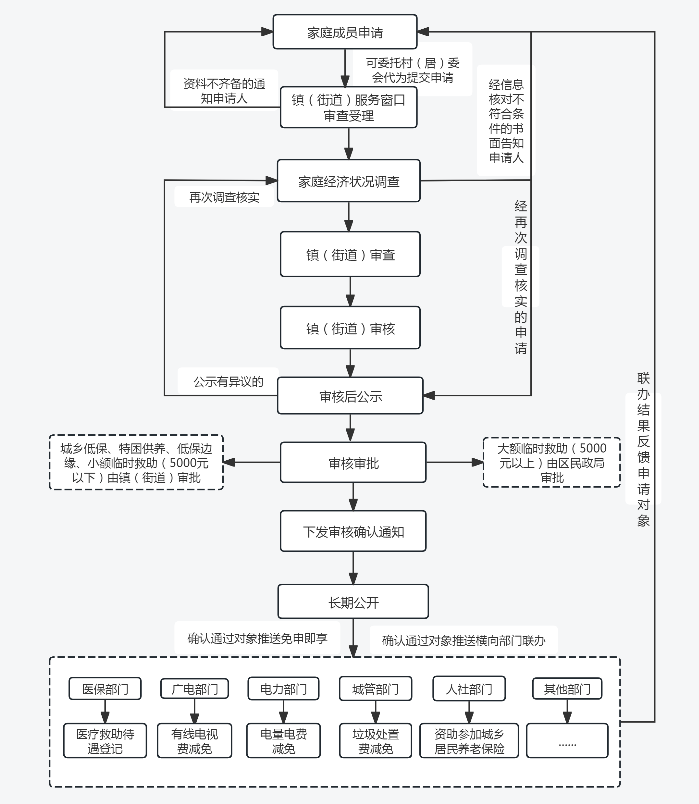 家庭成员申请
可委托村（居）委
会代为提交申请
资料不齐备的通
知申请人
镇（街道）服务窗口
审查受理
经信息
核对不
符合条
件的书
面告知
申请人
家庭经济状况调查
再次调查核实
经再次调查核实的申请
镇（街道）审查
镇（街道）审核
公示有异议的
审核后公示
联办结果反馈申请对象
城乡低保、特困供养、低保边
缘、小额临时救助（5000元
以下）由镇（街道）审批
审核审批
大额临时救助（5000
元以上）由区民政局
审批
下发审核确认通知
长期公开
确认通过对象推送免申即享
确认通过对象推送横向部门联办
医保部门
广电部门
电力部门
城管部门
人社部门
其他部门
医疗救助待
遇登记
有线电视
费减免
电量电费
减免
垃圾处置
费减免
资助参加城乡
居民养老保险
......